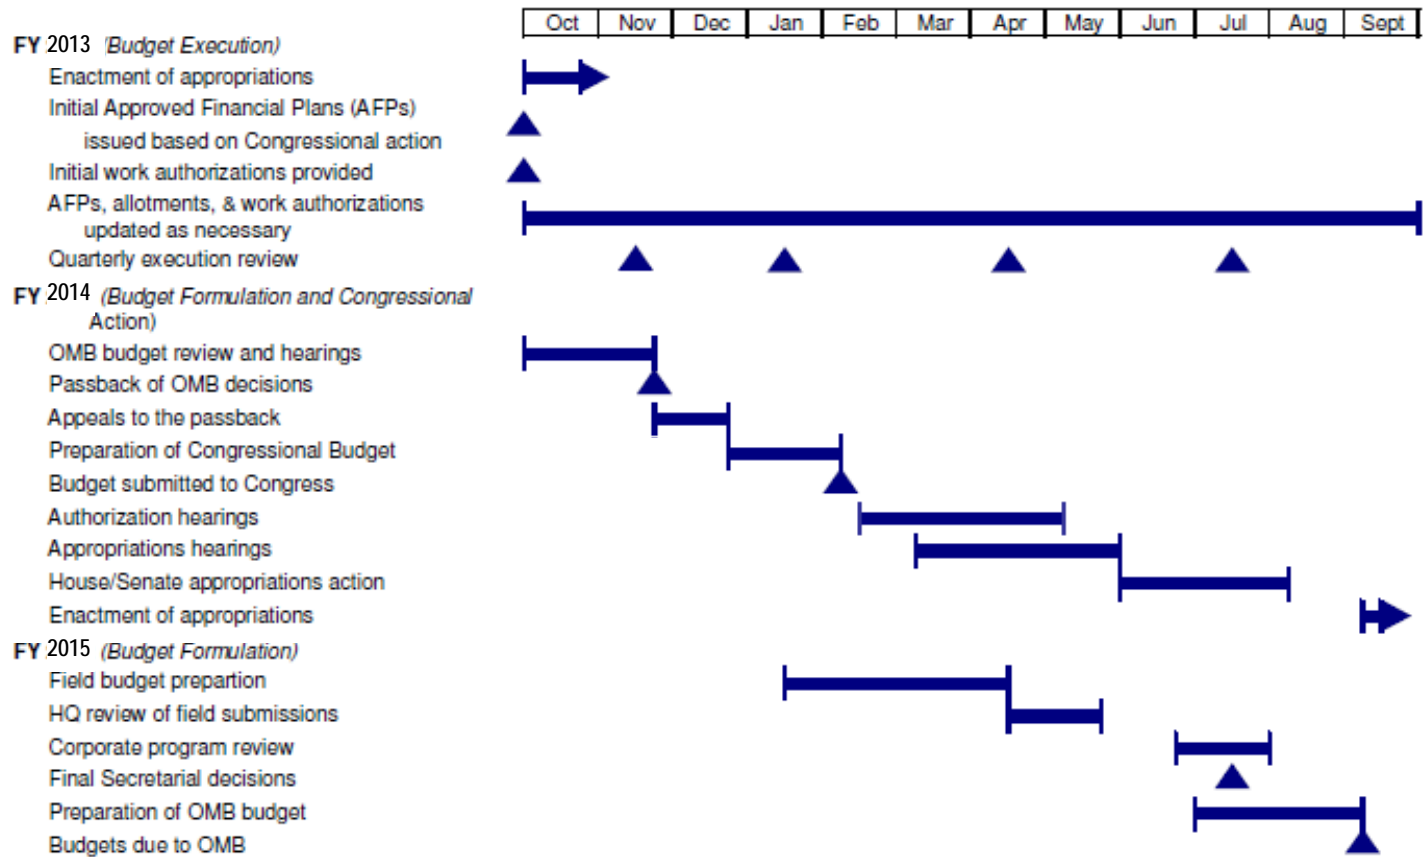 Oct Nov Dec Jan Feb Mar Apr May Jun Jul Aug Sept
FY 2013 (Budget Execution)
Enactment of appropriations
Initial Approved Financial Plans (AFPs)
issued based on Congressional action
Initial work authorizations provided
AFPs, allotments, & work authorizations
updated as necessary
Quarterly execution review
FY 2014 (Budget Formulation and Congressional
Action)
OMB budget review and hearings
Passback of OMB decisions
Appeals to the passback
Preparation of Congressional Budget
Budget submitted to Congress
Authorization hearings
Appropriations hearings
House/Senate appropriations action
Enactment of appropriations
FY 2015 (Budget Formulation)
Field budget prepartion
HQ review of field submissions
Corporate program review
Final Secretarial decisions
Preparation of OMB budget
Budgets due to OMB